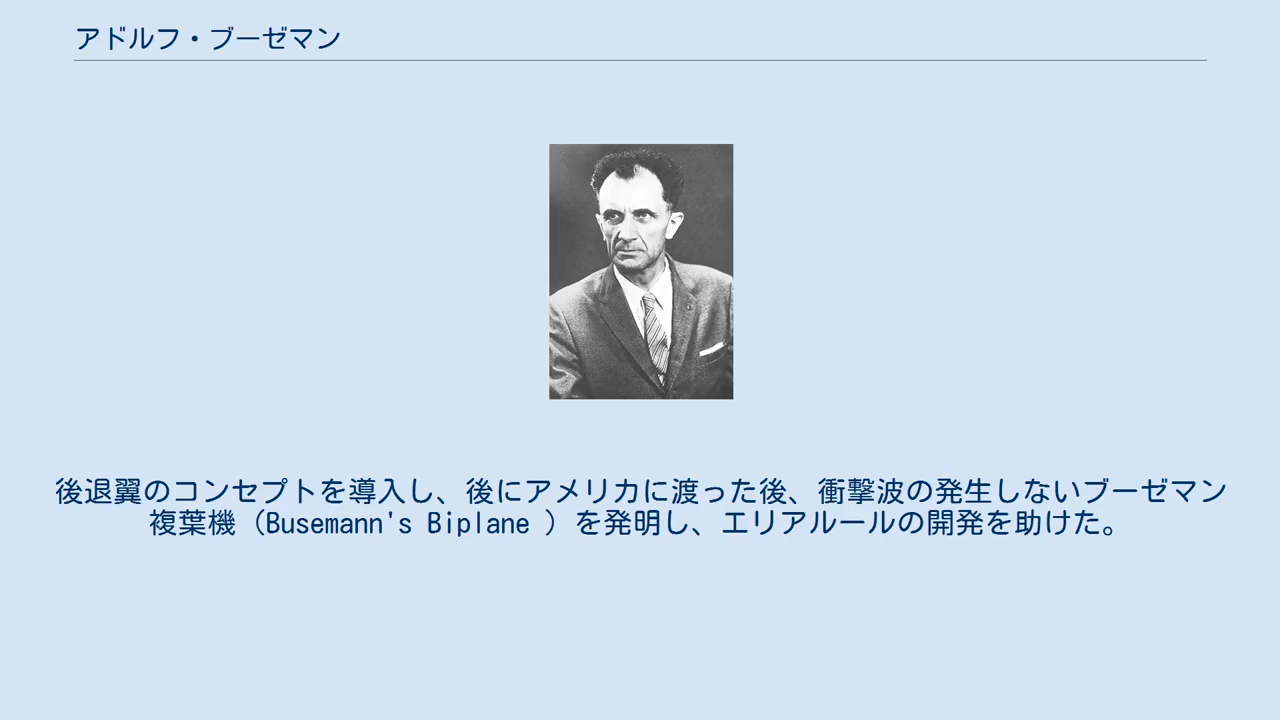 アドルフ・ブーゼマン
後退翼のコンセプトを導入し、後にアメリカに渡った後、衝撃波の発生しないブーゼマン
複葉機（Busemann's Biplane ）を発明し、エリアルールの開発を助けた。